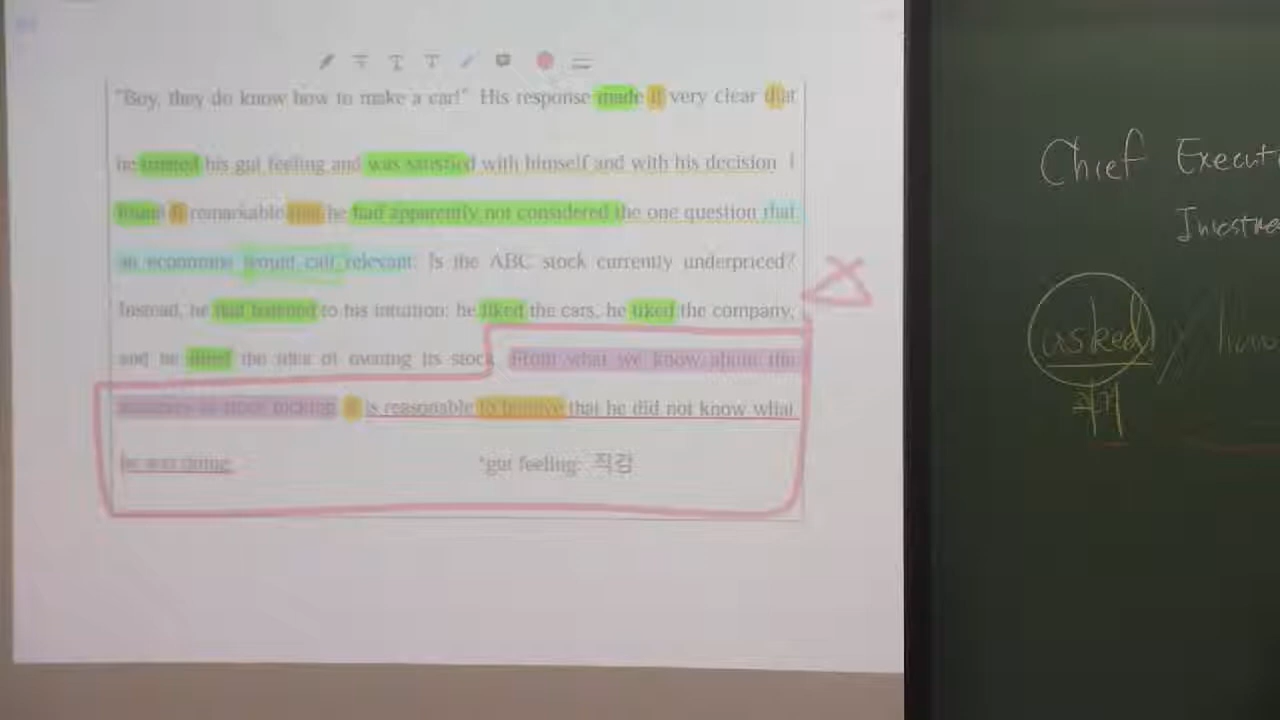 "Boy, they do know how to make a car!" His response made it very clear that
he trusted his gut feeling and was satisfied with himself and with his decision. I
found it remarkable that he had apparently not considered the one question that
an economist would call relevant: Is the ABC stock currently underpriced?
Instead, he had listened to his intuition: he liked the cars, he liked the company,
and he liked the idea of owning its stock. From what we know about the
stock picking, it is reasonable to believe that he did not know what
he was doing.
*gut feeling: 직감
Chief
asked